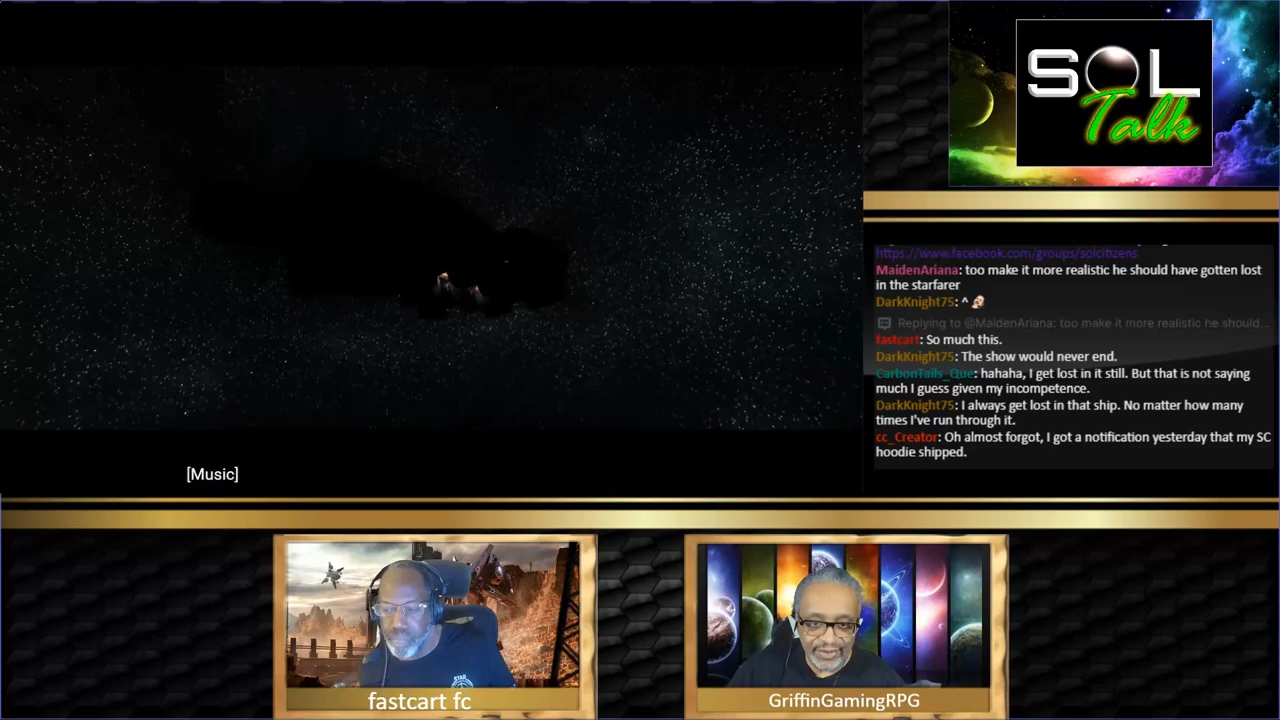 SOL
Talk
https://www.facebook.com/groups/solcitizens
MaidenAriana: too make it more realistic he should have gotten lost
in the starfarer
DarkKnight75: ^
Replying to @MaidenAriana: too make it more realistic he should...
fastcart: So much this.
DarkKnight75: The show would never end.
CarbonTails_Que: hahaha, I get lost in it still. But that is not saying
much I guess given my incompetence.
DarkKnight75: I always get lost in that ship. No matter how many
times I've run through it.
cc_Creator: Oh almost forgot, I got a notification yesterday that my SC
hoodie shipped.
[Music]
STAR
fastcart fc
GriffinGamingRPG